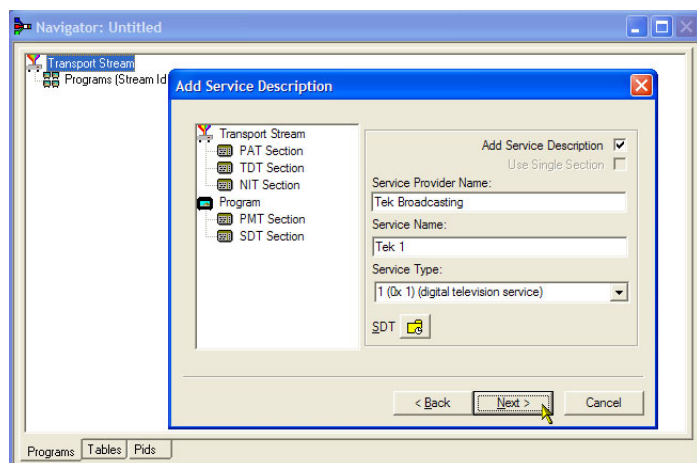 Navigator: Untitled
Transport Stream
Programs (Stream Id
Add Service Description
Transport Stream
PAT Section
TDT Section
NIT Section
Program
PMT Section
SDT Section
Add Service Description
Use Single Section
Service Provider Name:
Tek Broadcasting
Service Name:
Tek 1
Service Type:
1 (0x 1) (digital television service)
SDT
< Back
Next >
Cancel
Programs
Tables
Pids